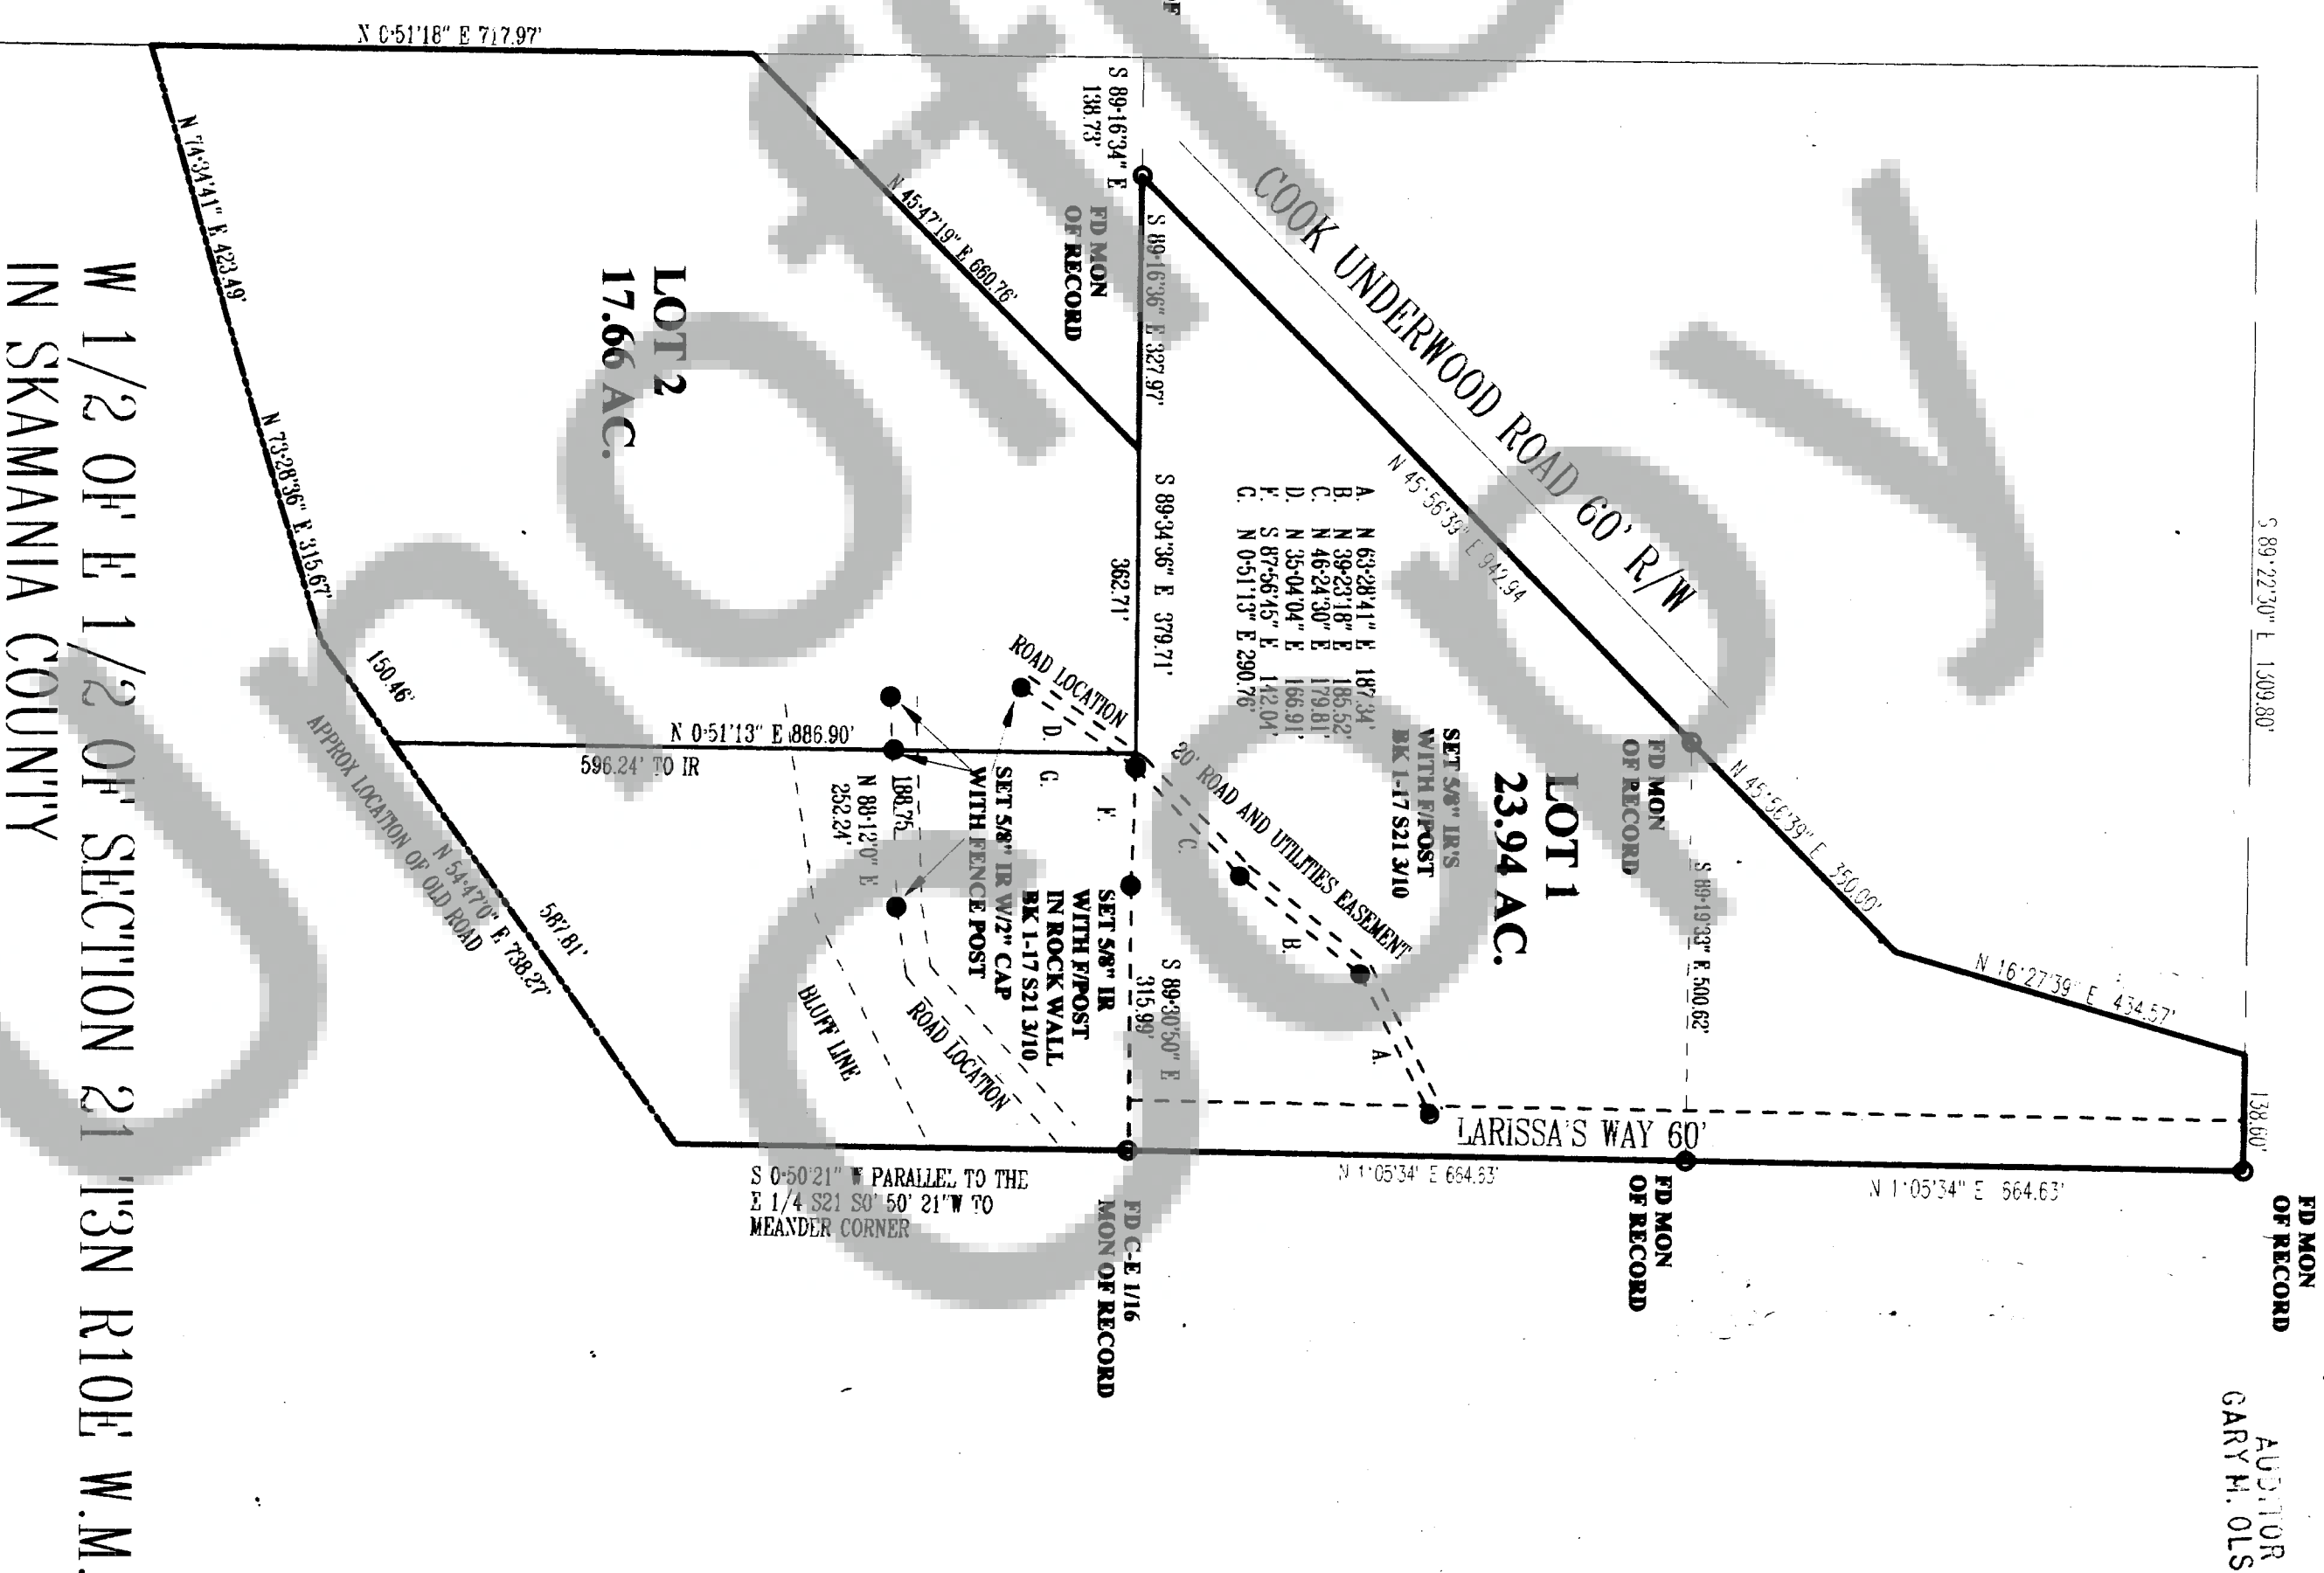 FD MON
OF RECORD
AUDITOR
GARY M. OLS
S 89·22'30" E 1309.80'
138.60'
N 16·27'39" E 434.57'
N 45·56'39" E 350.00'
N 1·05'34" E 664.63'
FD MON
OF RECORD
S 89·19'33" E 500.62'
FD MON
OF RECORD
COOK UNDERWOOD ROAD 60' R/W
N 45·56'39" E 942.94
LARISSA'S WAY 60'
N 1·05'34" E 664.63'
LOT 1
23.94 AC.
SET 5/8" IR'S
WITH F/POST
BK 1-17 S21 3/10
A. N 63·28'41" E 187.34'
B. N 39·23'18" E 185.52'
C. N 46·24'30" E 179.81'
D. N 35·04'04" E 166.91'
F. S 87·56'45" E 142.04'
G. N 0·51'13" E 290.76'
20' ROAD AND UTILITIES EASEMENT
A.
B.
C.
S 89·16'34" E
138.73'
FD MON
OF RECORD
S 89·16'36" E 327.97'
S 89·34'36" E 379.71'
362.71'
S 89·30'50" E
315.99'
FD C-E 1/16
MON OF RECORD
F.
SET 5/8" IR
WITH F/POST
IN ROCK WALL
BK 1-17 S21 3/10
ROAD LOCATION
D.
G.
SET 5/8" IR W/2" CAP
WITH FENCE POST
188.75
N 88·12'0" E
252.24'
ROAD LOCATION
BLUFF LINE
S 0·50'21" W PARALLEL TO THE
E 1/4 S21 S0' 50' 21"W TO
MEANDER CORNER
N 0·51'18" E 717.97'
N 45·47'19" E 660.76'
LOT 2
17.66 AC.
N 0·51'13" E 886.90'
596.24' TO IR
N 74·34'41" E 423.49'
N 73·28'36" E 315.67'
150.46'
587.81'
N 54·47'0" E 738.27'
APPROX LOCATION OF OLD ROAD
W 1/2 OF E 1/2 OF SECTION 21 T3N R10E W.M.
IN SKAMANIA COUNTY
Unofficial
Copy